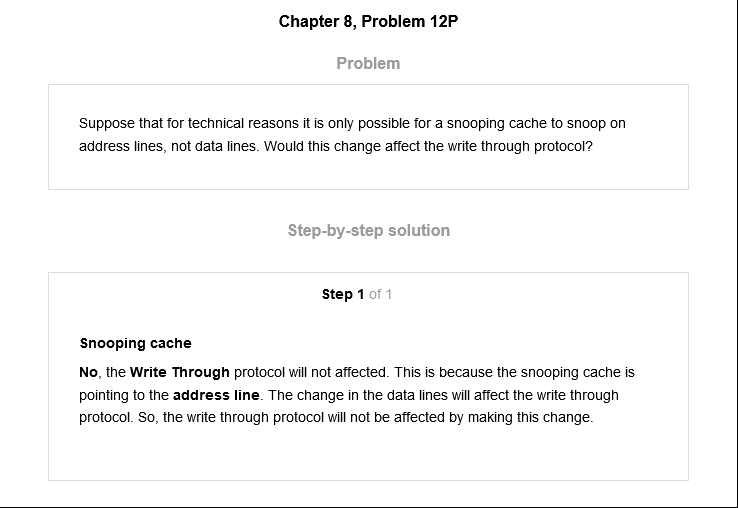 Chapter 8, Problem 12P
Problem
Suppose that for technical reasons it is only possible for a snooping cache to snoop on
address lines, not data lines. Would this change affect the write through protocol?
Step-by-step solution
Step 1 of 1
Snooping cache
No, the Write Through protocol will not affected. This is because the snooping cache is
pointing to the address line. The change in the data lines will affect the write through
protocol. So, the write through protocol will not be affected by making this change.